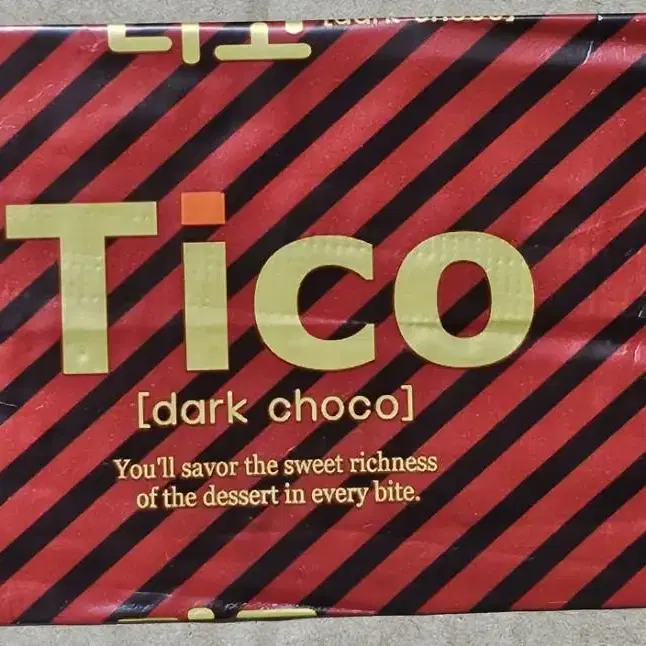 Tico
[dark choco]
You'll savor the sweet richness
of the dessert in every bite.